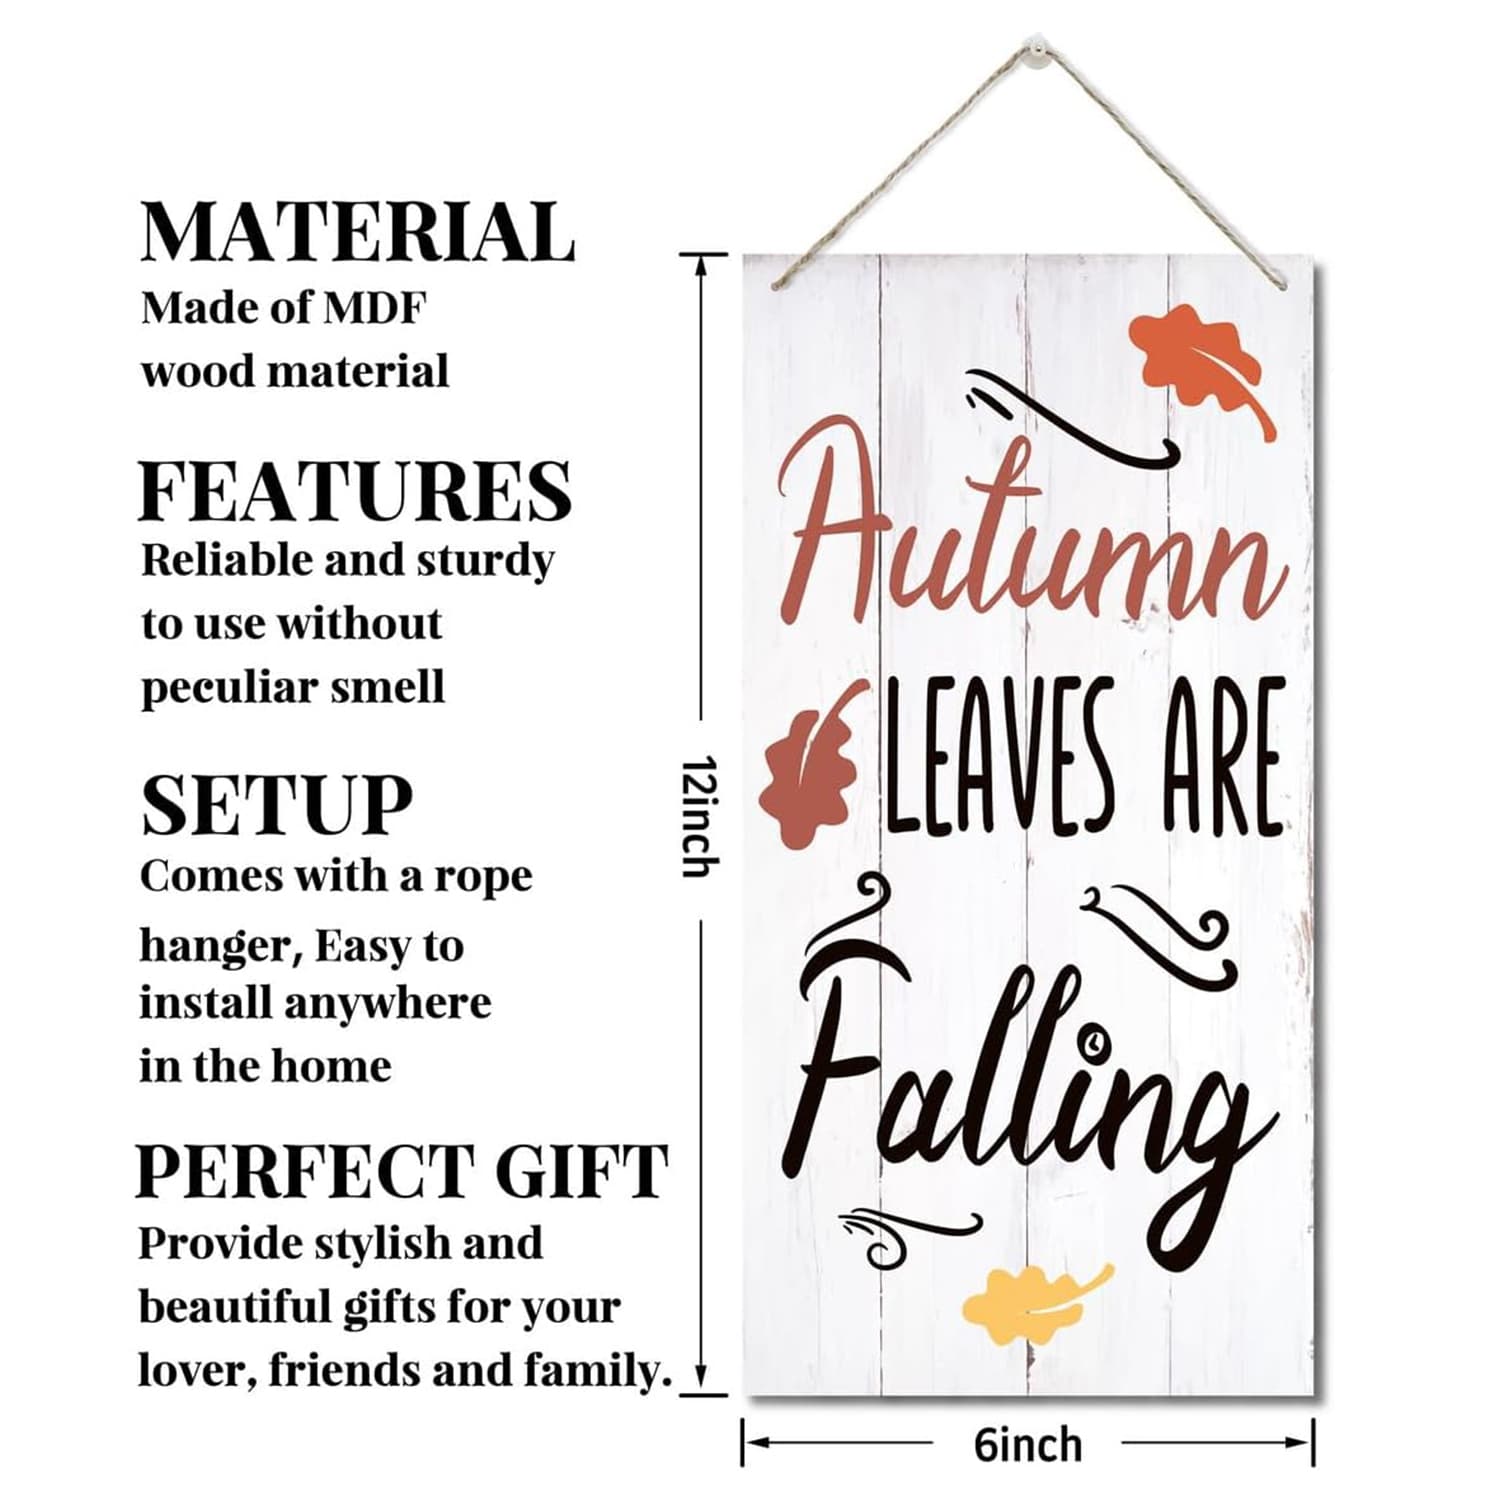 MATERIAL
Made of MDF
wood material
FEATURES
Reliable and sturdy
to use without
peculiar smell
SETUP
Comes with a rope
hanger, Easy to
install anywhere
in the home
PERFECT GIFT
Provide stylish and
beautiful gifts for your
lover, friends and family.
12inch
Autumn
LEAVES ARE
Falling
6inch